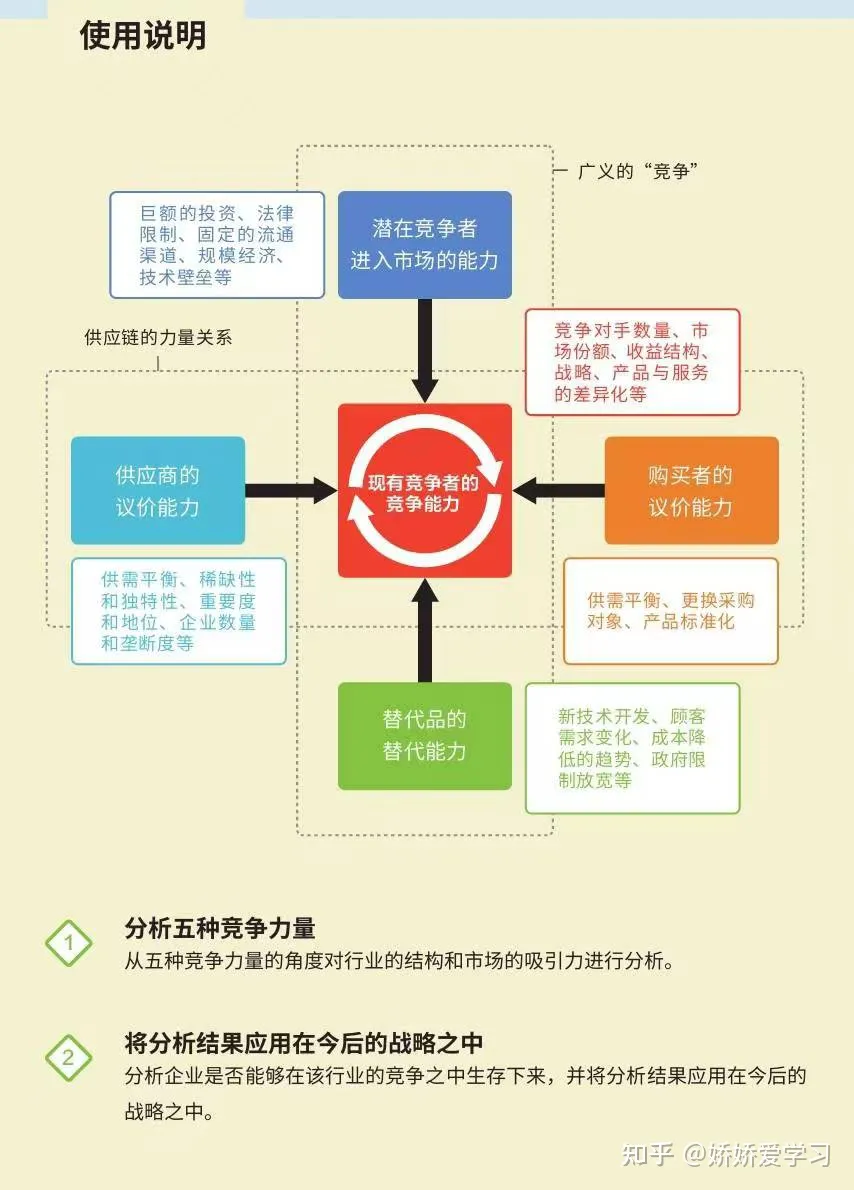 使用说明
广义的“竞争”
巨额的投资、法律
限制、固定的流通
渠道、规模经济、
技术壁垒等
潜在竞争者
进入市场的能力
供应链的力量关系
竞争对手数量、市
场份额、收益结构、
战略、产品与服务
的差异化等
供应商的
议价能力
现有竞争者的
竞争能力
购买者的
议价能力
供需平衡、稀缺性
和独特性、重要度
和地位、企业数量
和垄断度等
供需平衡、更换采购
对象、产品标准化
替代品的
替代能力
新技术开发、顾客
需求变化、成本降
低的趋势、政府限
制放宽等
1
分析五种竞争力量
从五种竞争力量的角度对行业的结构和市场的吸引力进行分析。
2
将分析结果应用在今后的战略之中
分析企业是否能够在该行业的竞争之中生存下来，并将分析结果应用在今后的
战略之中。
知乎 @娇娇爱学习